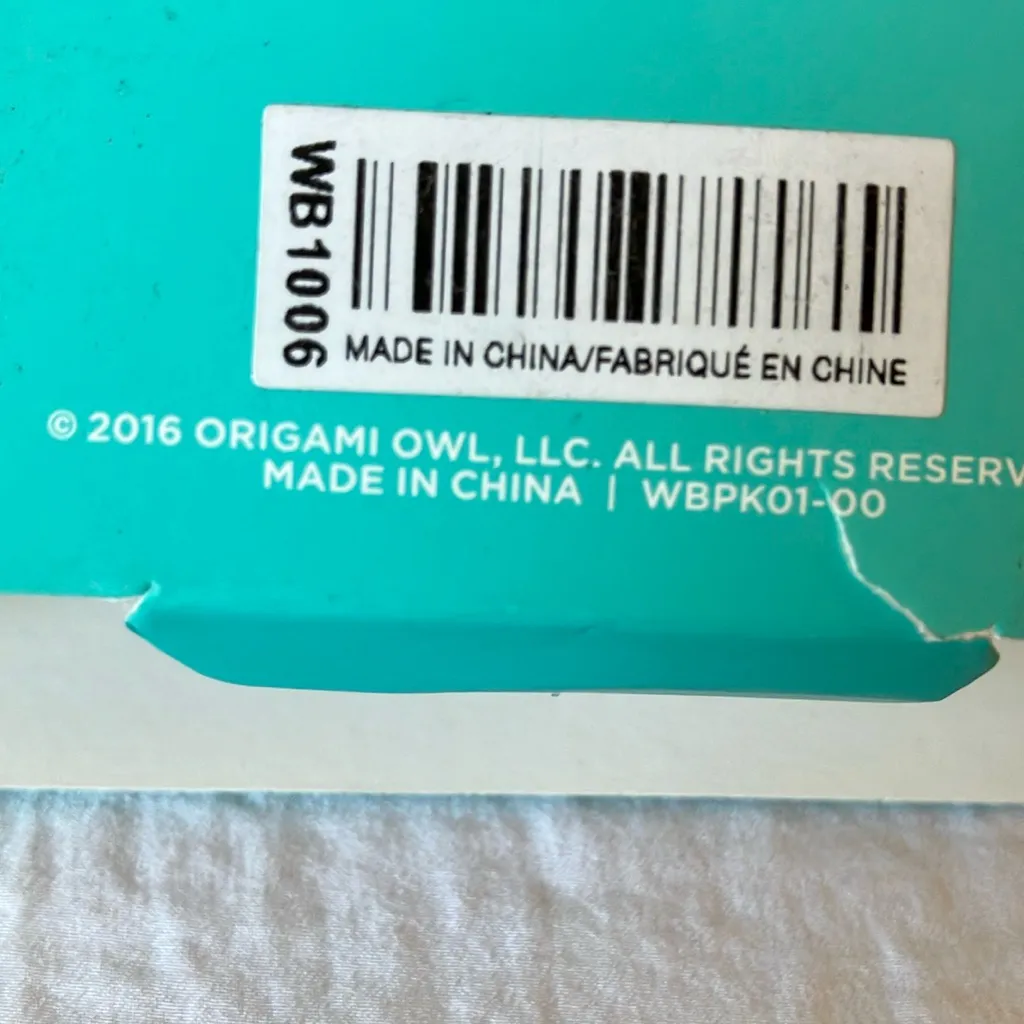 WB1006
MADE IN CHINA/FABRIQUÉ EN CHINE
© 2016 ORIGAMI OWL, LLC. ALL RIGHTS RESERV
MADE IN CHINA | WBPK01-00